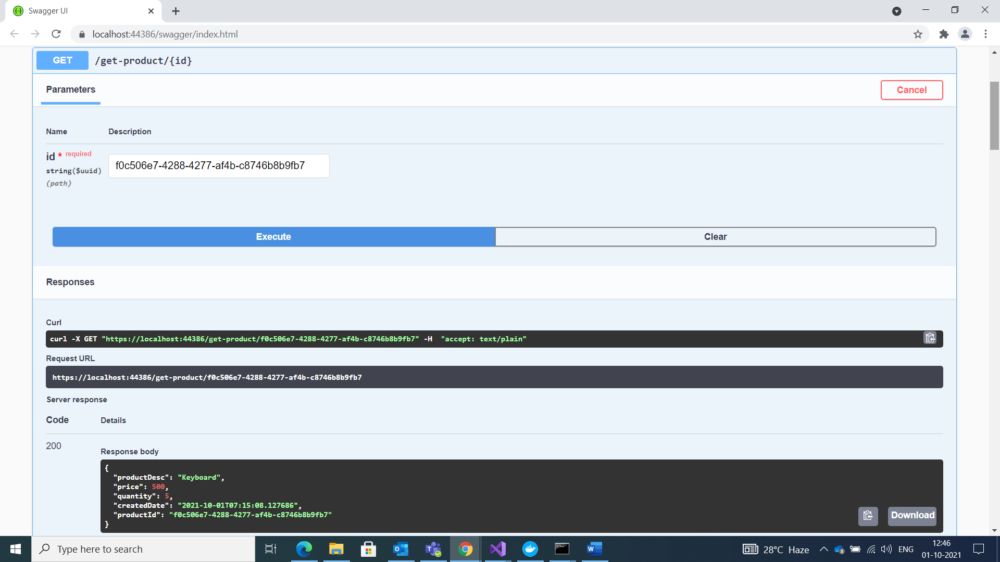 Swagger UI
localhost:44386/swagger/index.html
GET /get-product/{id}
Parameters
Cancel
Name Description
id * required
string($uuid)
(path)
f0c506e7-4288-4277-af4b-c8746b8b9fb7
Execute Clear
Responses
Curl
curl -X GET "https://localhost:44386/get-product/f0c506e7-4288-4277-af4b-c8746b8b9fb7" -H  "accept: text/plain"
Request URL
https://localhost:44386/get-product/f0c506e7-4288-4277-af4b-c8746b8b9fb7
Server response
Code Details
200
Response body
{
  "productDesc": "Keyboard",
  "price": 500,
  "quantity": 5,
  "createdDate": "2021-10-01T07:15:08.127686",
  "productId": "f0c506e7-4288-4277-af4b-c8746b8b9fb7"
}
Download
Type here to search
28°C Haze
ENG
12:46
01-10-2021